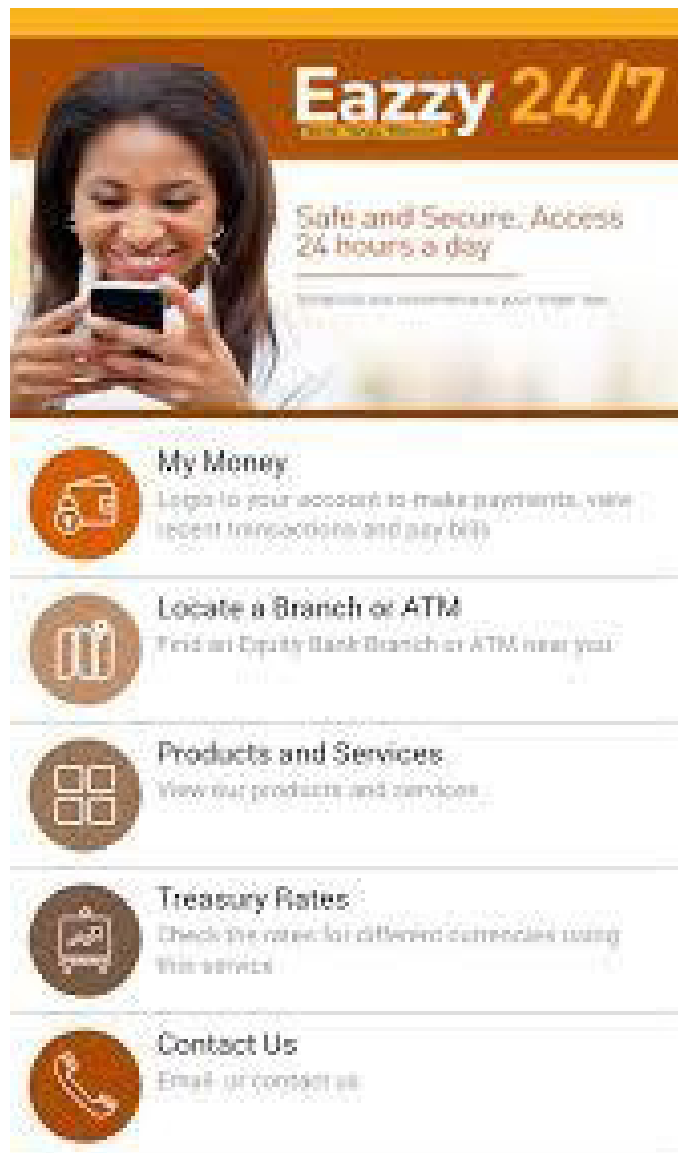 Eazzy 24/7
Safe and Secure. Access
24 hours a day
My Money
Login to your account to make payments, view
recent transactions and pay bills
Locate a Branch or ATM
Find an Equity Bank Branch or ATM near you
Products and Services
View our products and services
Treasury Rates
Check the rates for different currencies using
this service
Contact Us
Email or contact us